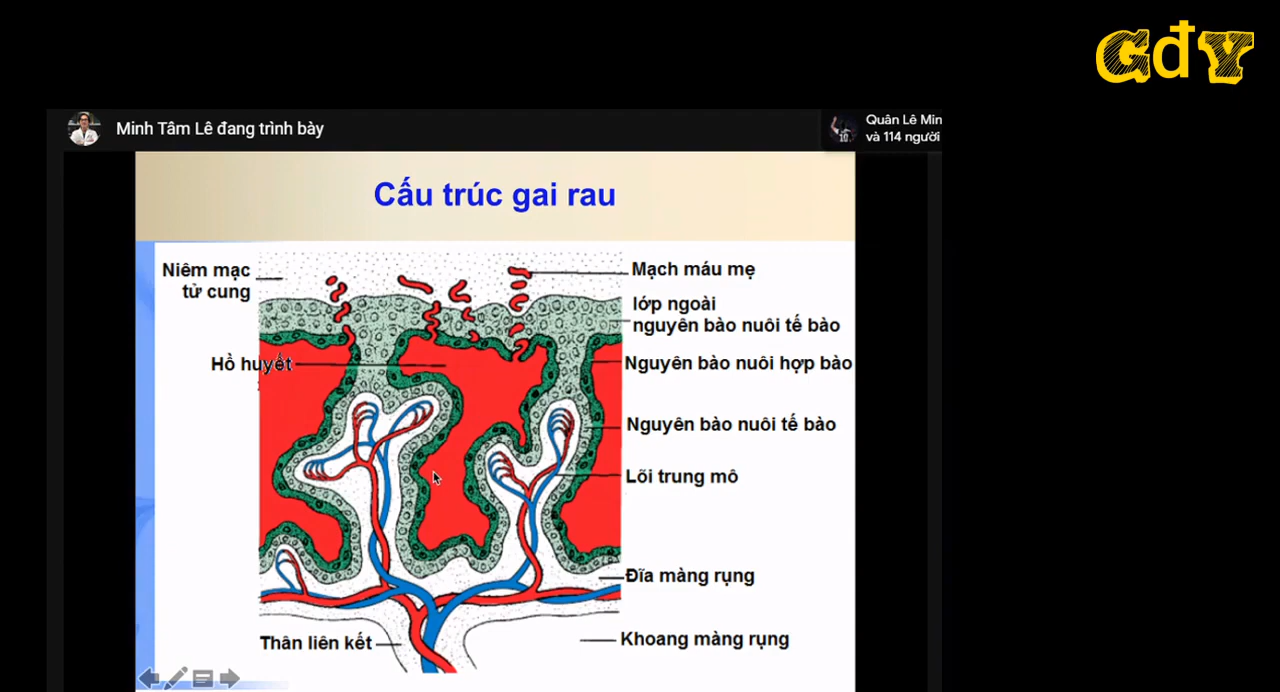 GđY
Minh Tâm Lê đang trình bày
Quân Lê Min
và 114 người
10
Cấu trúc gai rau
Niêm mạc
tử cung
Mạch máu mẹ
lớp ngoài
nguyên bào nuôi tế bào
Hồ huyết
Nguyên bào nuôi hợp bào
Nguyên bào nuôi tế bào
Lõi trung mô
Đĩa màng rụng
Thân liên kết
Khoang màng rụng